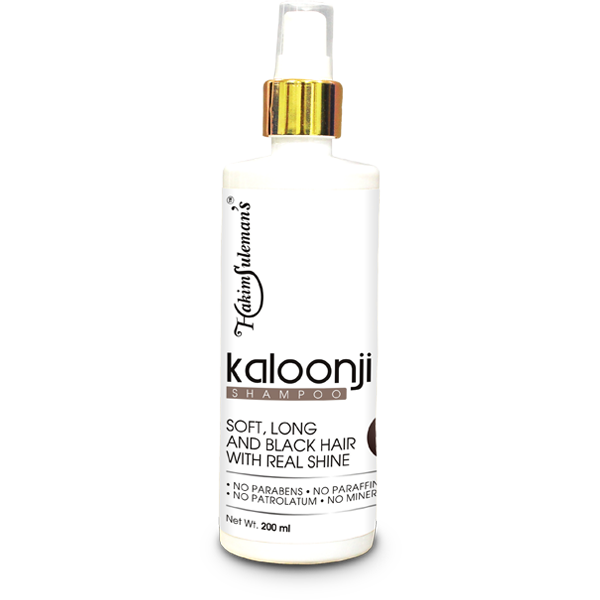 HakimSuleman's®
kaloonji
SHAMPOO
SOFT, LONG
AND BLACK HAIR
WITH REAL SHINE
• NO PARABENS • NO PARAFFIN
• NO PATROLATUM • NO MINER
Net Wt. 200 ml